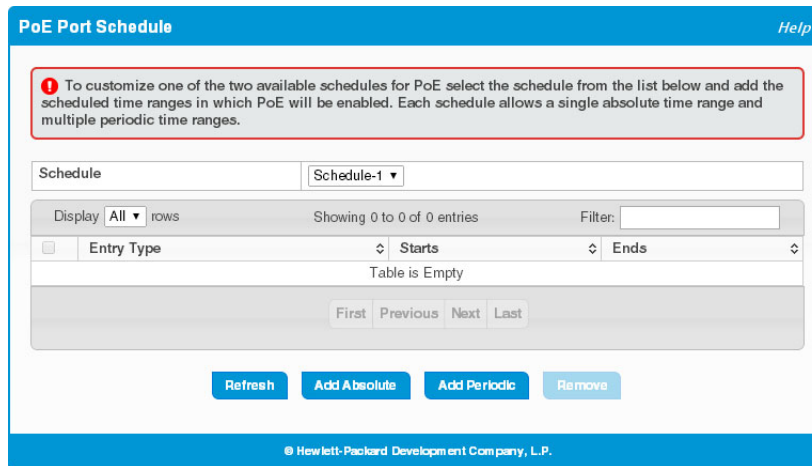 PoE Port Schedule
Help
To customize one of the two available schedules for PoE select the schedule from the list below and add the
scheduled time ranges in which PoE will be enabled. Each schedule allows a single absolute time range and
multiple periodic time ranges.
Schedule
Schedule-1
Display All rows
Showing 0 to 0 of 0 entries
Filter:
Entry Type
Starts
Ends
Table is Empty
First Previous Next Last
Refresh
Add Absolute
Add Periodic
Remove
© Hewlett-Packard Development Company, L.P.